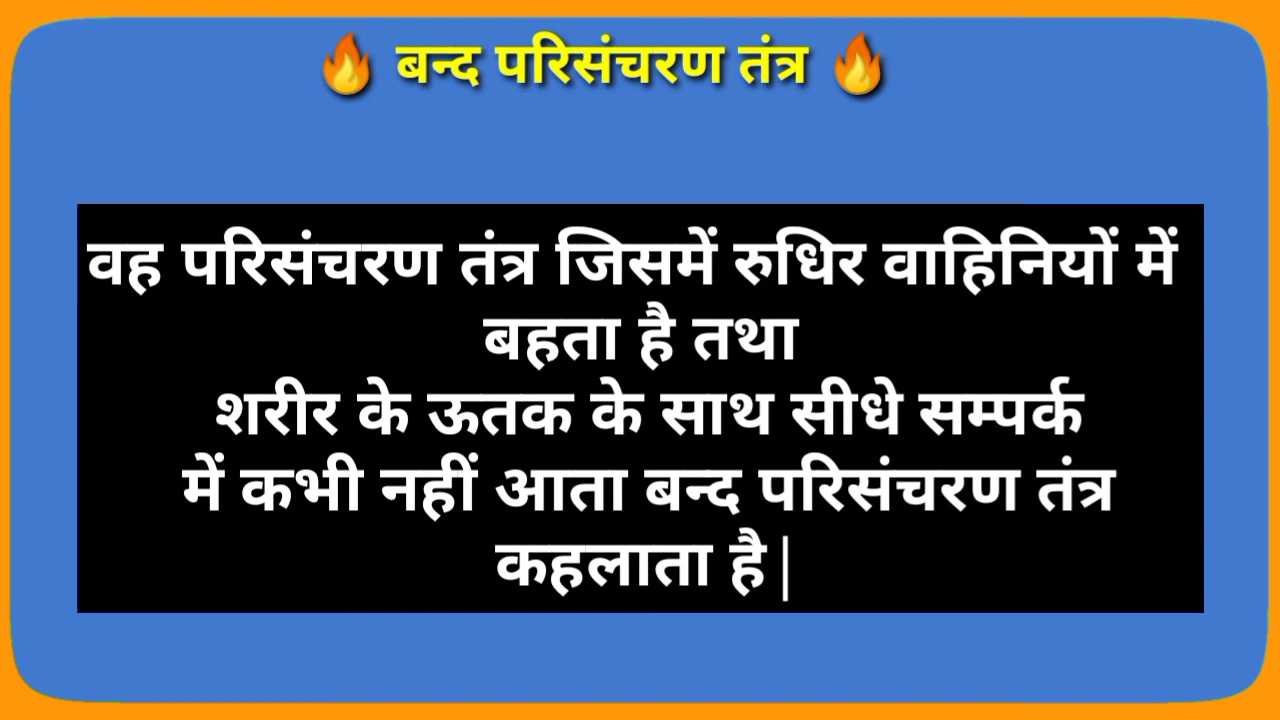 🔥 बन्द परिसंचरण तंत्र 🔥
वह परिसंचरण तंत्र जिसमें रुधिर वाहिनियों में
बहता है तथा
शरीर के ऊतक के साथ सीधे सम्पर्क
में कभी नहीं आता बन्द परिसंचरण तंत्र
कहलाता है|